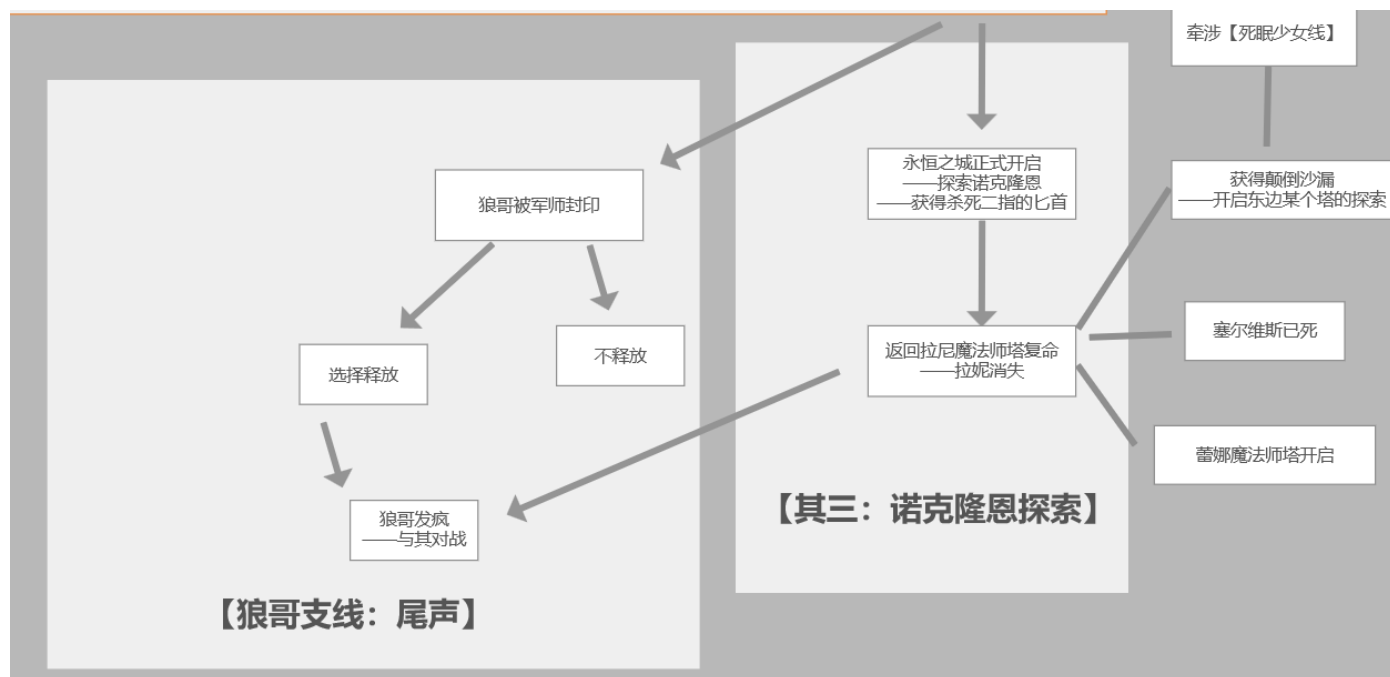 牵涉【死眠少女线】
永恒之城正式开启
——探索诺克隆恩
——获得杀死二指的匕首
获得颠倒沙漏
——开启东边某个塔的探索
狼哥被军师封印
塞尔维斯已死
不释放
返回拉尼魔法师塔复命
——拉妮消失
选择释放
蕾娜魔法师塔开启
【其三：诺克隆恩探索】
狼哥发疯
——与其对战
【狼哥支线：尾声】